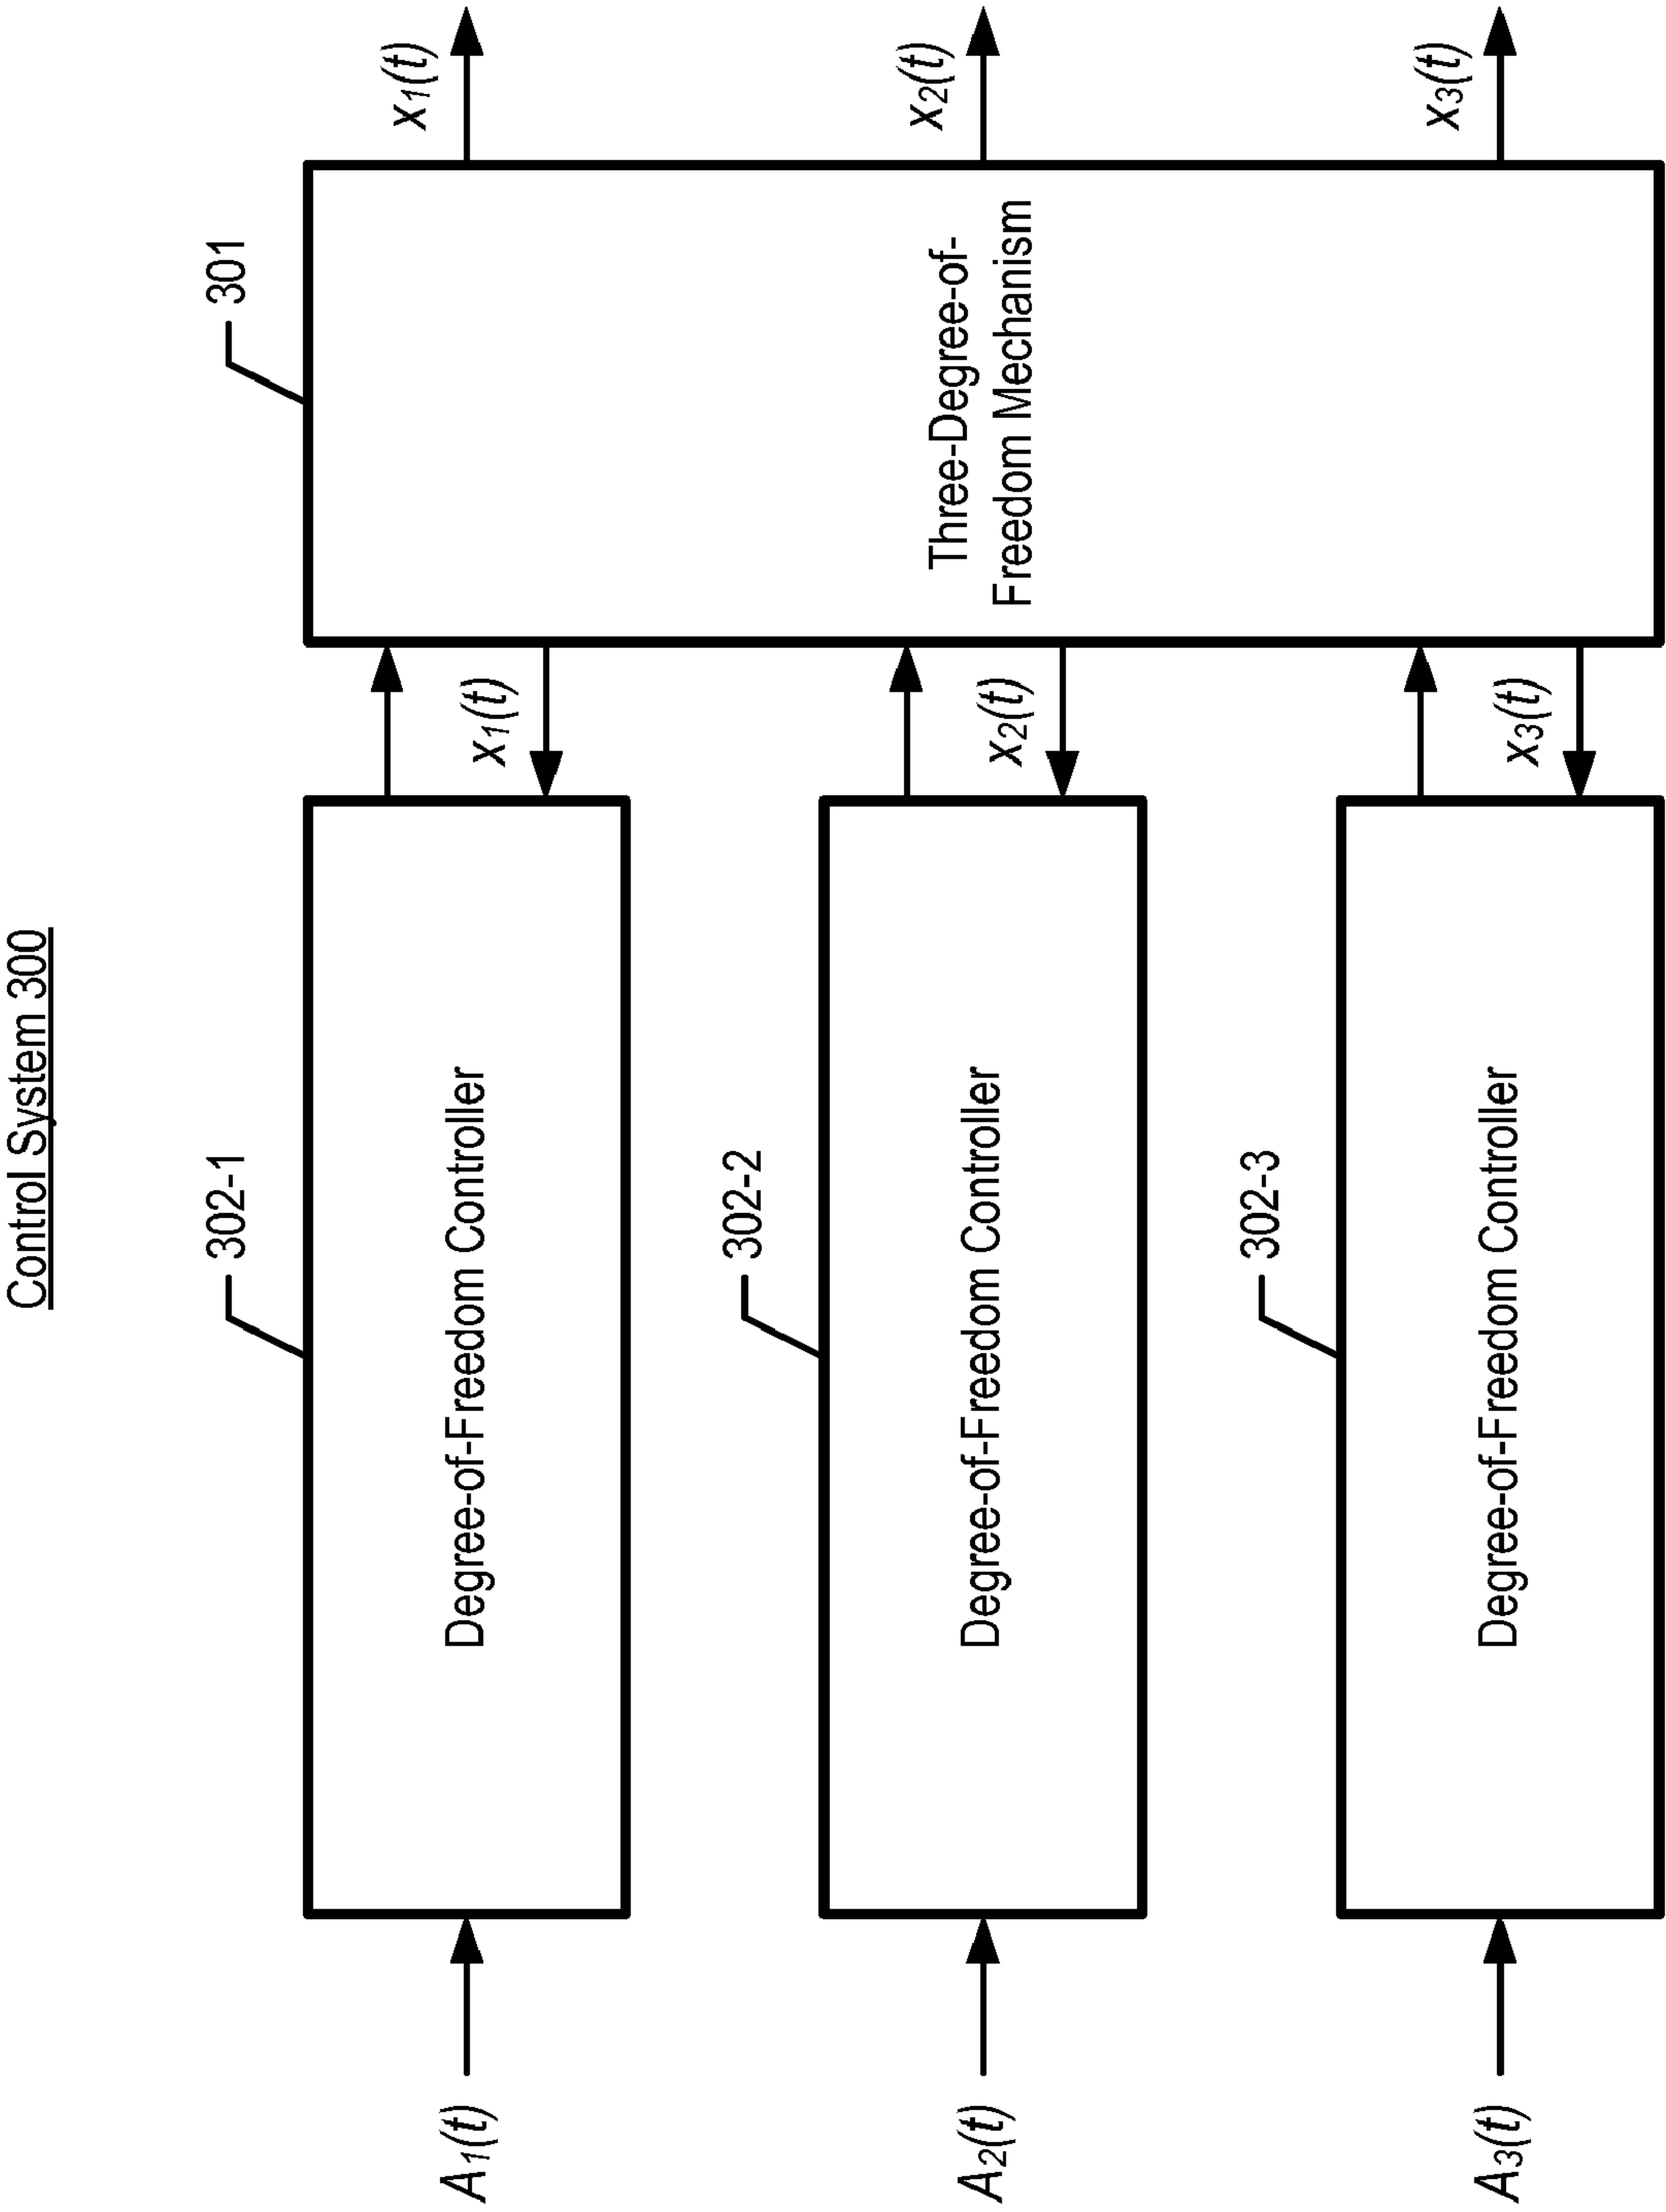 Control System 300
302-1
301
A1(t)
Degree-of-Freedom Controller
x1(t)
x1(t)
302-2
A2(t)
Degree-of-Freedom Controller
x2(t)
Three-Degree-of-
Freedom Mechanism
x2(t)
302-3
A3(t)
Degree-of-Freedom Controller
x3(t)
x3(t)